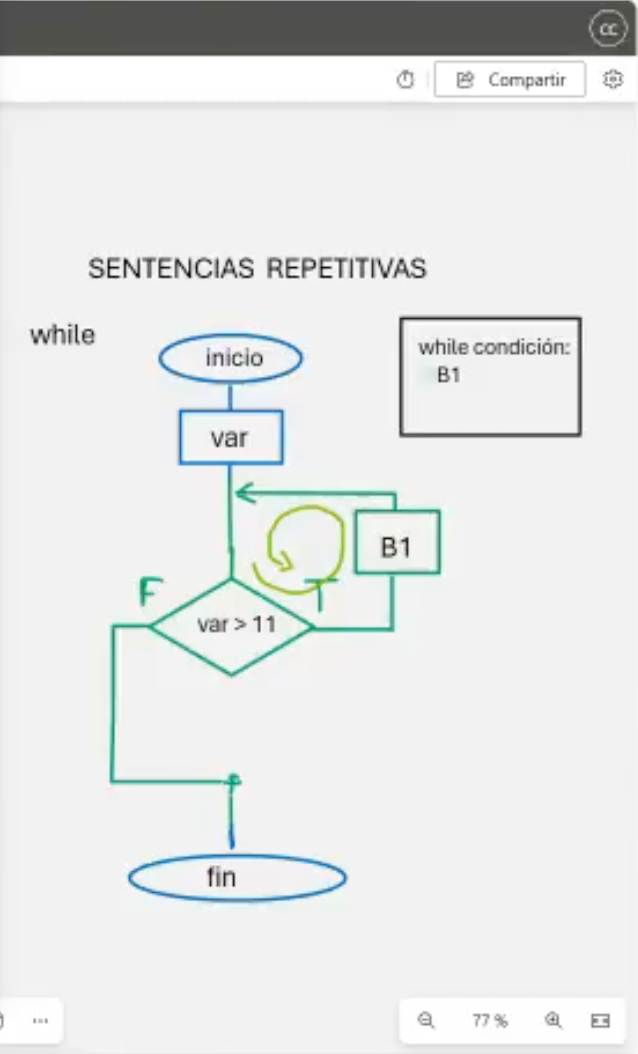 cc
Compartir
SENTENCIAS REPETITIVAS
while
inicio
while condición:
B1
var
B1
F
T
var > 11
fin
...
77 %